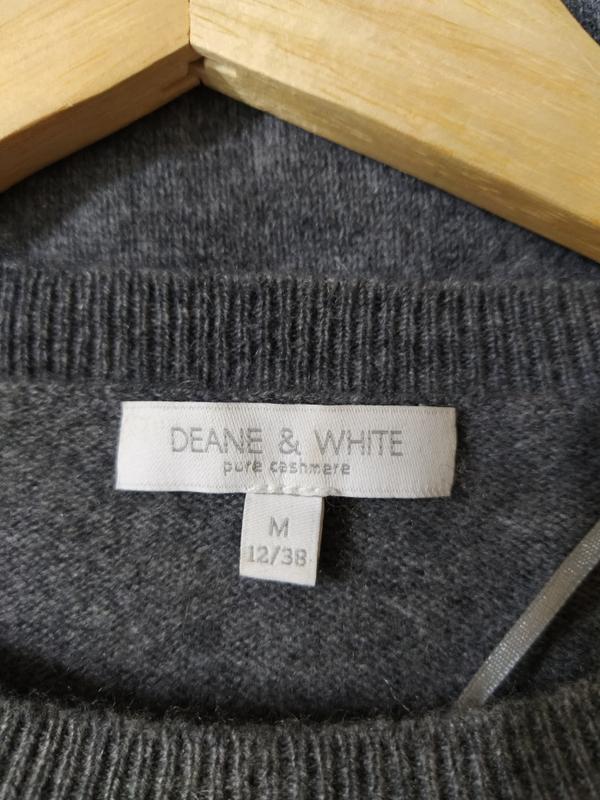 DEANE & WHITE
pure cashmere
M
12/38